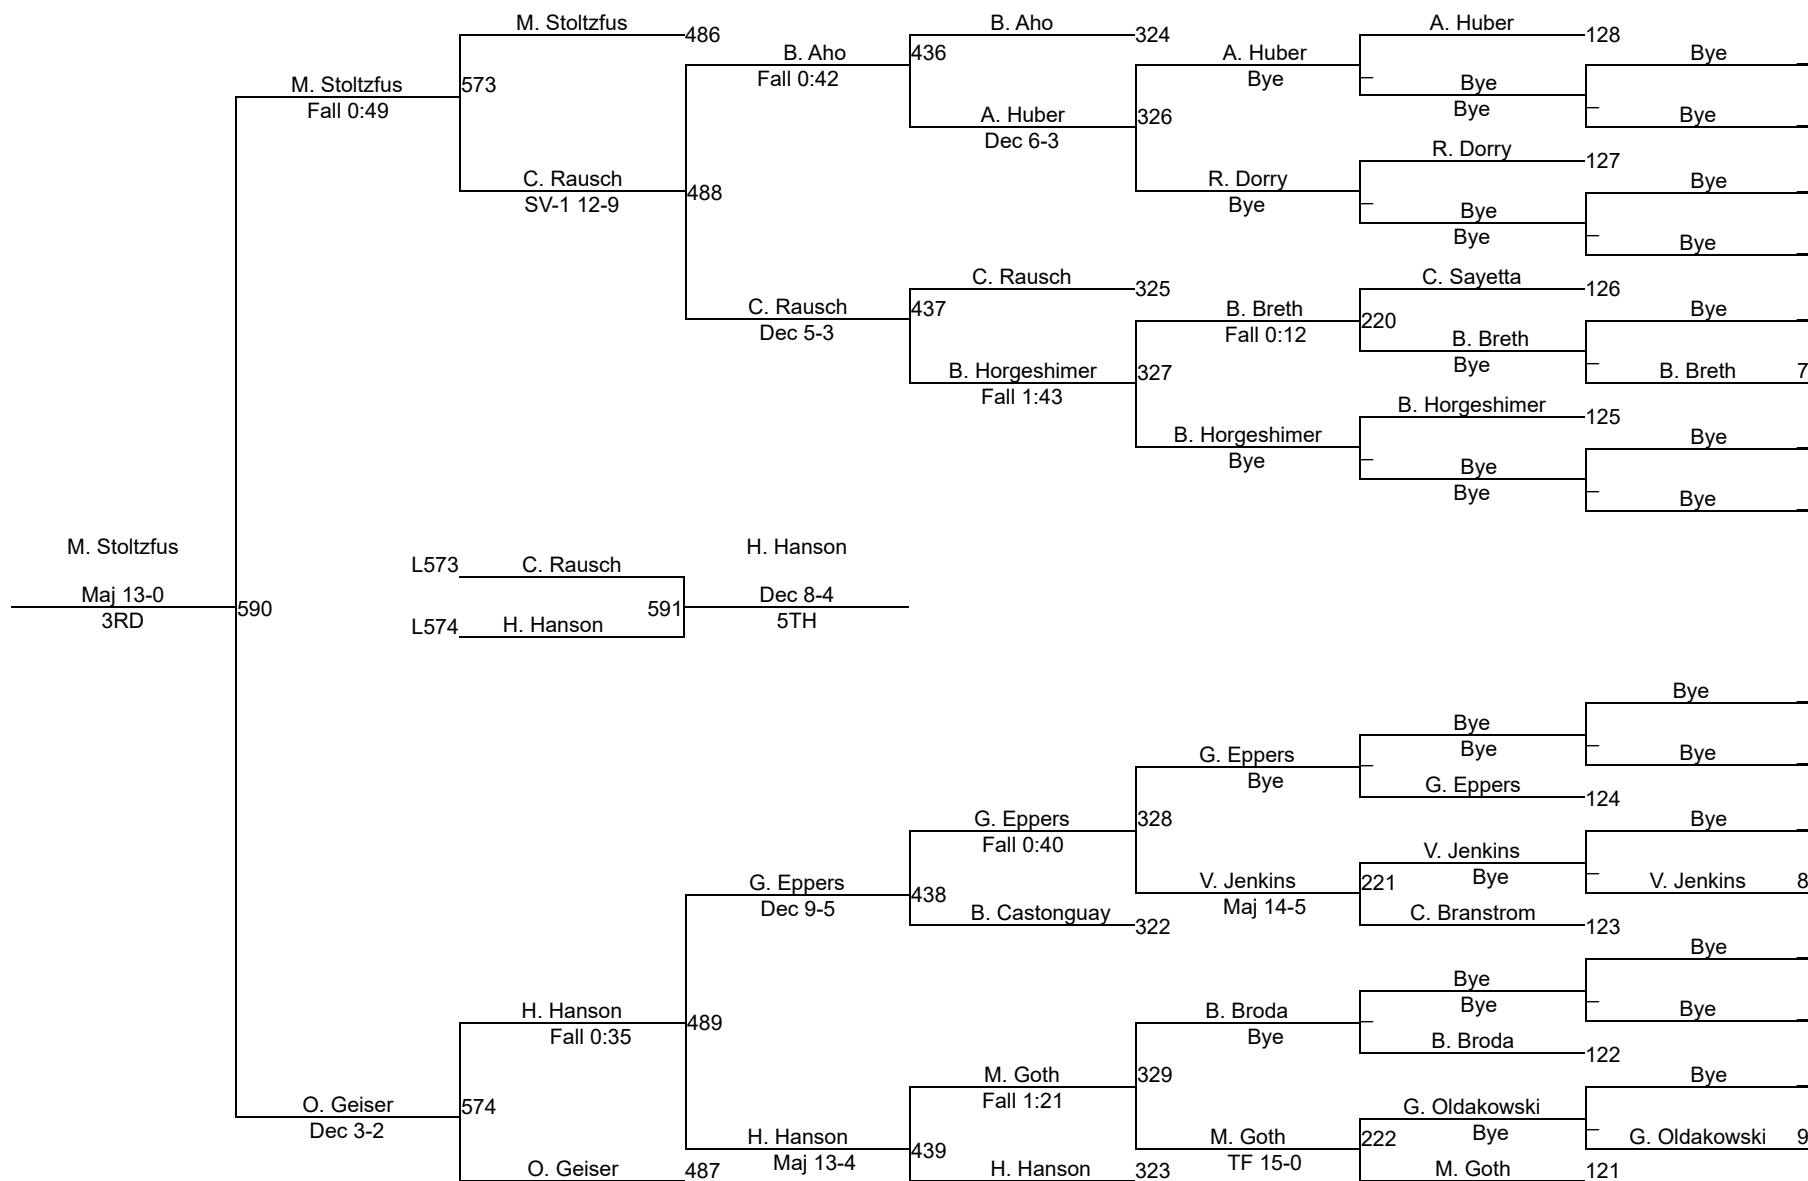 M. Stoltzfus
486
B. Aho
324
A. Huber
128
Bye
B. Aho
436
Fall 0:42
A. Huber
Bye
Bye
Bye
M. Stoltzfus
573
Fall 0:49
A. Huber
326
Dec 6-3
Bye
R. Dorry
127
C. Rausch
488
SV-1 12-9
R. Dorry
Bye
Bye
Bye
Bye
Bye
C. Rausch
325
C. Sayetta
126
C. Rausch
437
Dec 5-3
B. Breth
220
Fall 0:12
Bye
B. Breth
Bye
B. Horgeshimer
327
Fall 1:43
B. Breth 7
B. Horgeshimer
125
B. Horgeshimer
Bye
Bye
Bye
Bye
Bye
M. Stoltzfus
H. Hanson
L573
C. Rausch
Maj 13-0
590
3RD
591
Dec 8-4
5TH
L574
H. Hanson
Bye
Bye
Bye
G. Eppers
Bye
Bye
G. Eppers
124
G. Eppers
328
Fall 0:40
Bye
V. Jenkins
Bye
G. Eppers
438
Dec 9-5
V. Jenkins
221
Maj 14-5
V. Jenkins 8
B. Castonguay
322
C. Branstrom
123
Bye
Bye
Bye
H. Hanson
489
Fall 0:35
B. Broda
Bye
Bye
B. Broda
122
M. Goth
329
Fall 1:21
Bye
O. Geiser
574
Dec 3-2
G. Oldakowski
Bye
H. Hanson
439
Maj 13-4
M. Goth
222
TF 15-0
G. Oldakowski 9
O. Geiser
487
H. Hanson
323
M. Goth
121